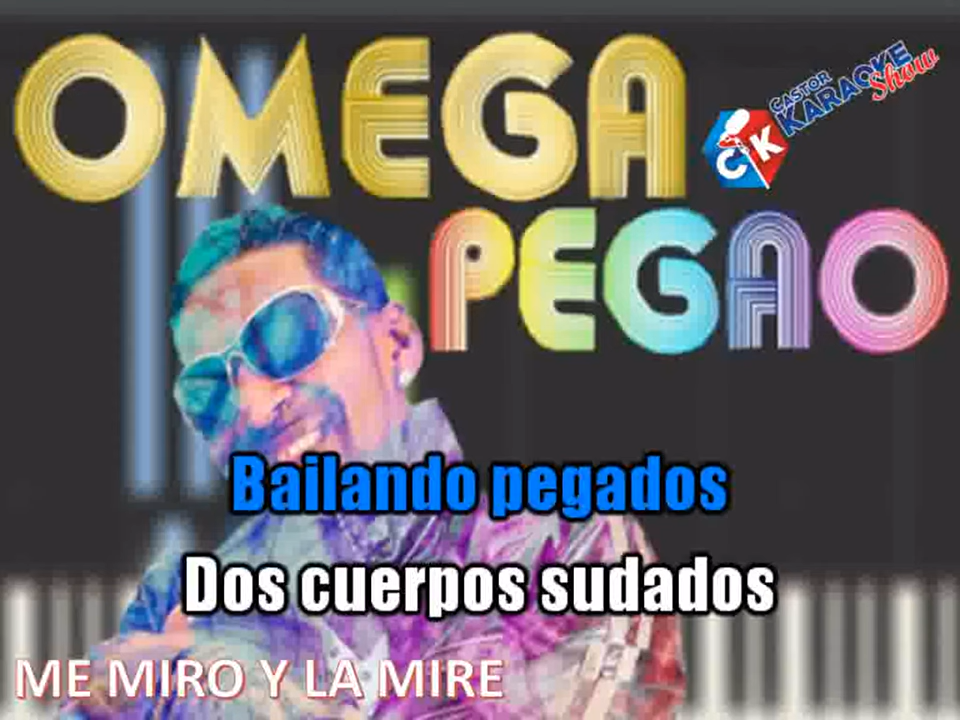 OMEGA
CASTOR
KARAOKE
Show
CK
PEGAO
Bailando pegados
Dos cuerpos sudados
ME MIRO Y LA MIRE